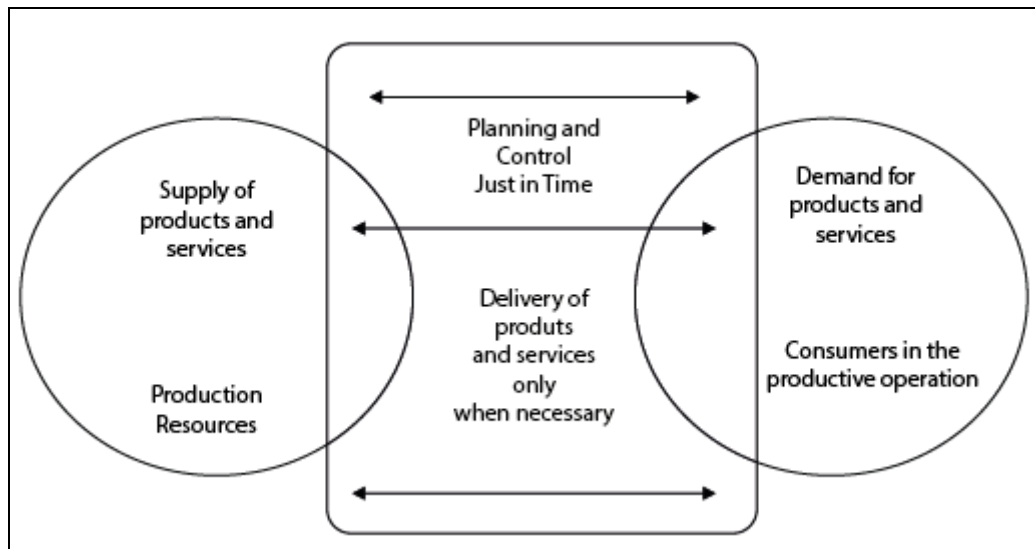 Supply of
products and
services
Production
Resources
Planning and
Control
Just in Time
Delivery of
produts
and services
only
when necessary
Demand for
products and
services
Consumers in the
productive operation